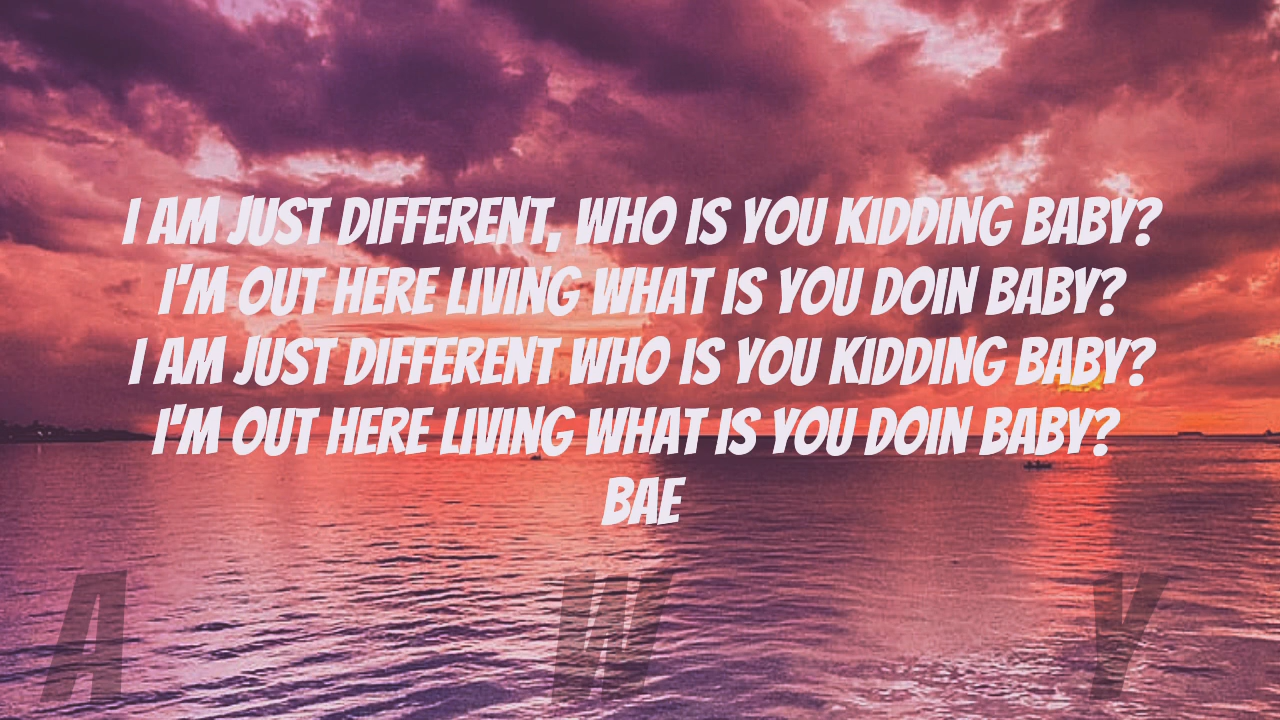 I AM JUST DIFFERENT, WHO IS YOU KIDDING BABY?
I'M OUT HERE LIVING WHAT IS YOU DOIN BABY?
I AM JUST DIFFERENT WHO IS YOU KIDDING BABY?
I'M OUT HERE LIVING WHAT IS YOU DOIN BABY?
BAE
A W Y